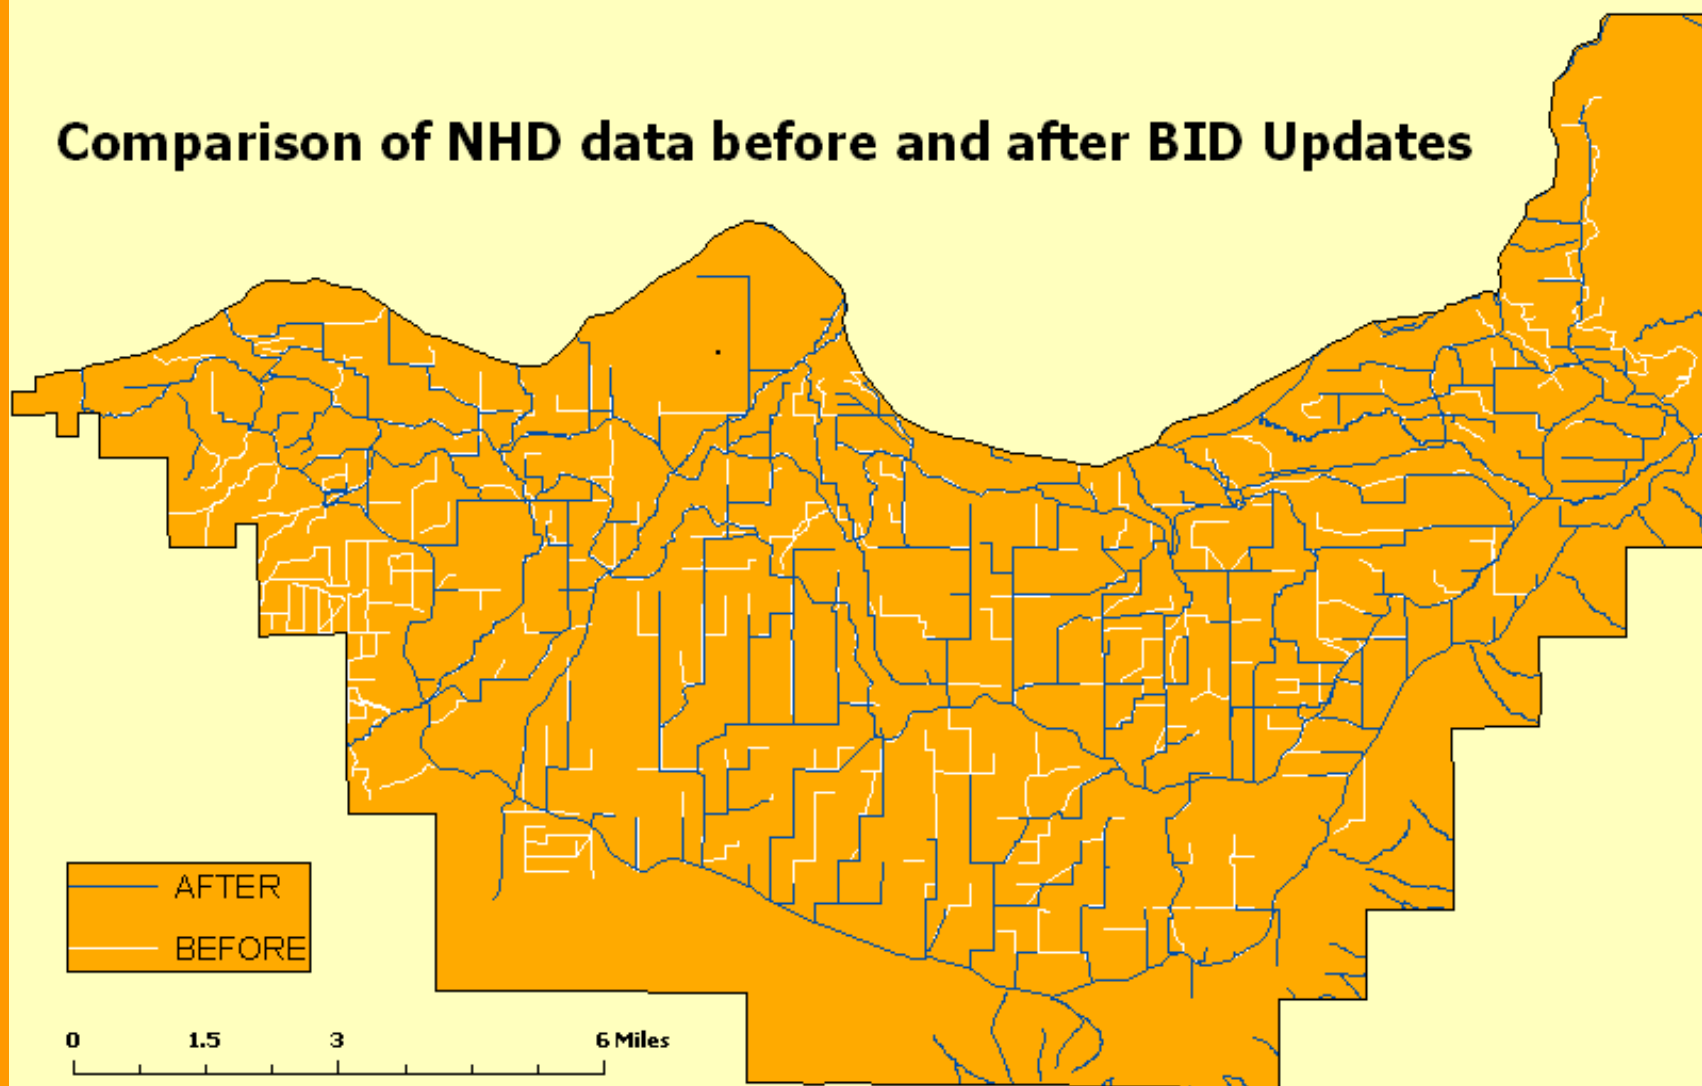 Comparison of NHD data before and after BID Updates
AFTER
BEFORE
0 1.5 3 6 Miles